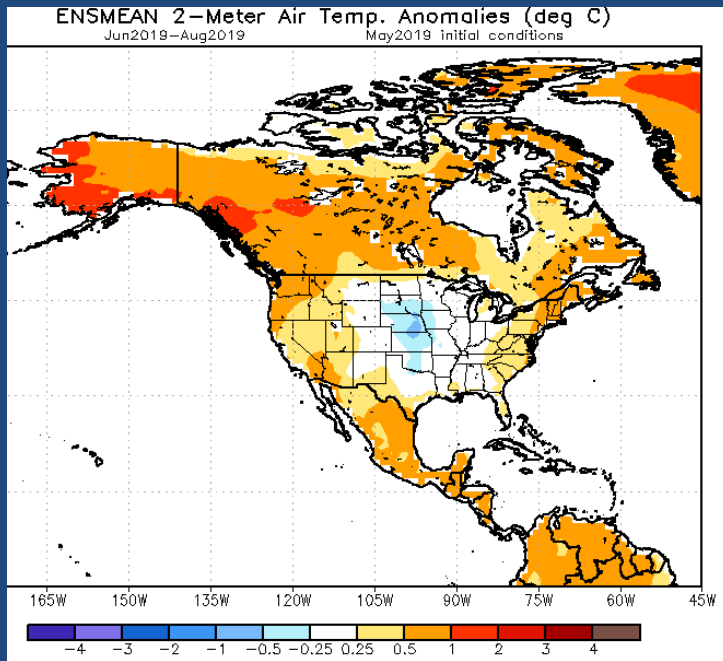 ENSMEAN 2-Meter Air Temp. Anomalies (deg C)
Jun2019-Aug2019 May2019 initial conditions
165W 150W 135W 120W 105W 90W 75W 60W 45W
-4 -3 -2 -1 -0.5 -0.25 0.25 0.5 1 2 3 4